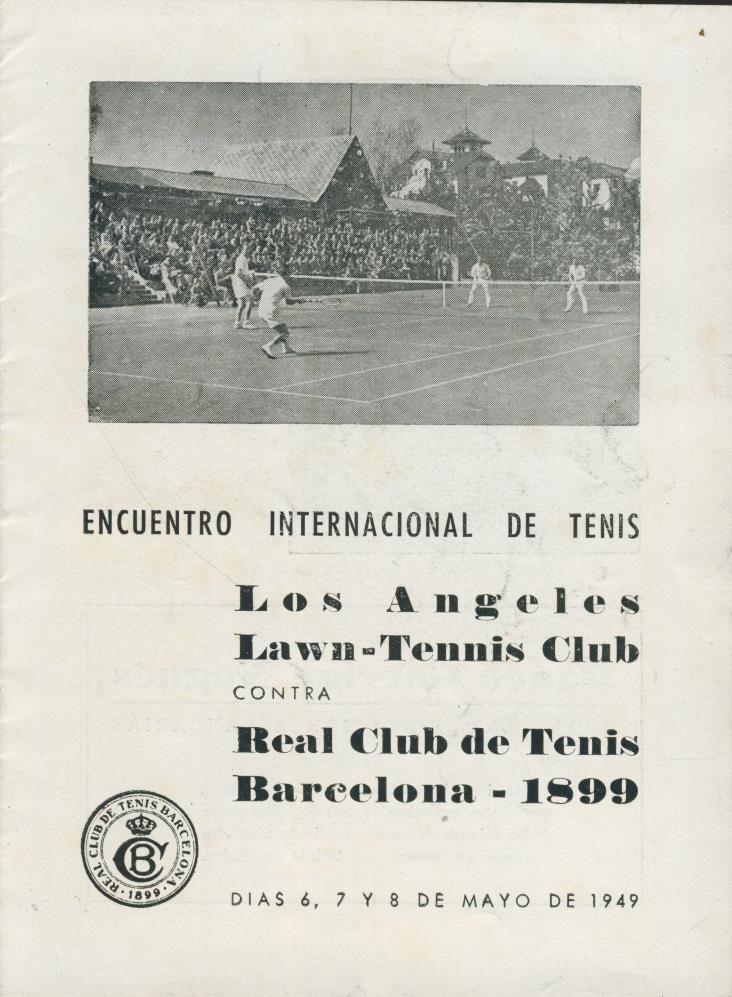 ENCUENTRO INTERNACIONAL DE TENIS
Los Angeles
Lawn-Tennis Club
CONTRA
Real Club de Tenis
Barcelona - 1899
REAL CLUB DE TENIS BARCELONA
CB
· 1899 ·
DIAS 6, 7 Y 8 DE MAYO DE 1949